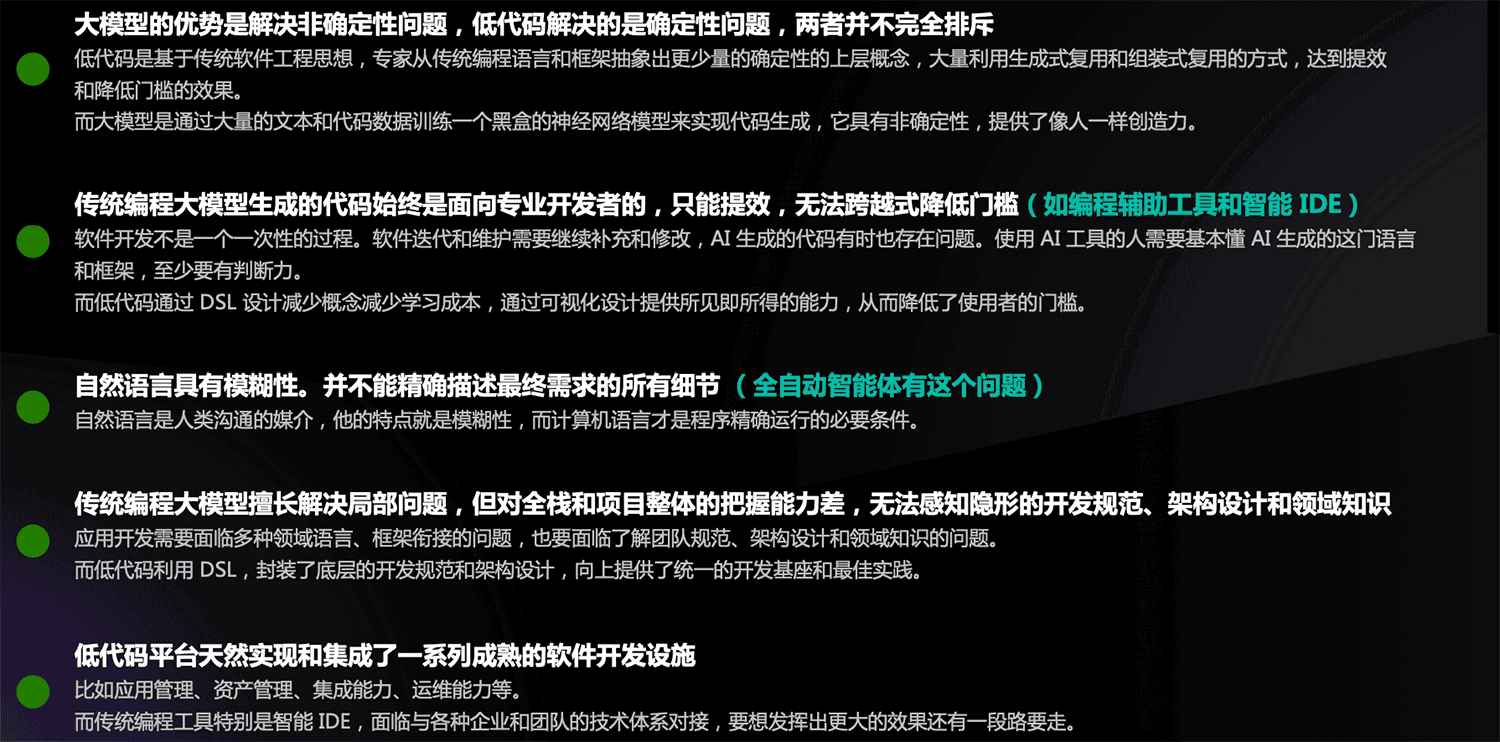 大模型的优势是解决非确定性问题，低代码解决的是确定性问题，两者并不完全排斥
低代码是基于传统软件工程思想，专家从传统编程语言和框架抽象出更少量的确定性的上层概念，大量利用生成式复用和组装式复用的方式，达到提效
和降低门槛的效果。
而大模型是通过大量的文本和代码数据训练一个黑盒的神经网络模型来实现代码生成，它具有非确定性，提供了像人一样创造力。
传统编程大模型生成的代码始终是面向专业开发者的，只能提效，无法跨越式降低门槛（如编程辅助工具和智能 IDE）
软件开发不是一个一次性的过程。软件迭代和维护需要继续补充和修改，AI 生成的代码有时也存在问题。使用 AI 工具的人需要基本懂 AI 生成的这门语言
和框架，至少要有判断力。
而低代码通过 DSL 设计减少概念减少学习成本，通过可视化设计提供所见即所得的能力，从而降低了使用者的门槛。
自然语言具有模糊性。并不能精确描述最终需求的所有细节（全自动智能体有这个问题）
自然语言是人类沟通的媒介，他的特点就是模糊性，而计算机语言才是程序精确运行的必要条件。
传统编程大模型擅长解决局部问题，但对全栈和项目整体的把握能力差，无法感知隐形的开发规范、架构设计和领域知识
应用开发需要面临多种领域语言、框架衔接的问题，也要面临了解团队规范、架构设计和领域知识的问题。
而低代码利用 DSL，封装了底层的开发规范和架构设计，向上提供了统一的开发基座和最佳实践。
低代码平台天然实现和集成了一系列成熟的软件开发设施
比如应用管理、资产管理、集成能力、运维能力等。
而传统编程工具特别是智能 IDE，面临与各种企业和团队的技术体系对接，要想发挥出更大的效果还有一段路要走。